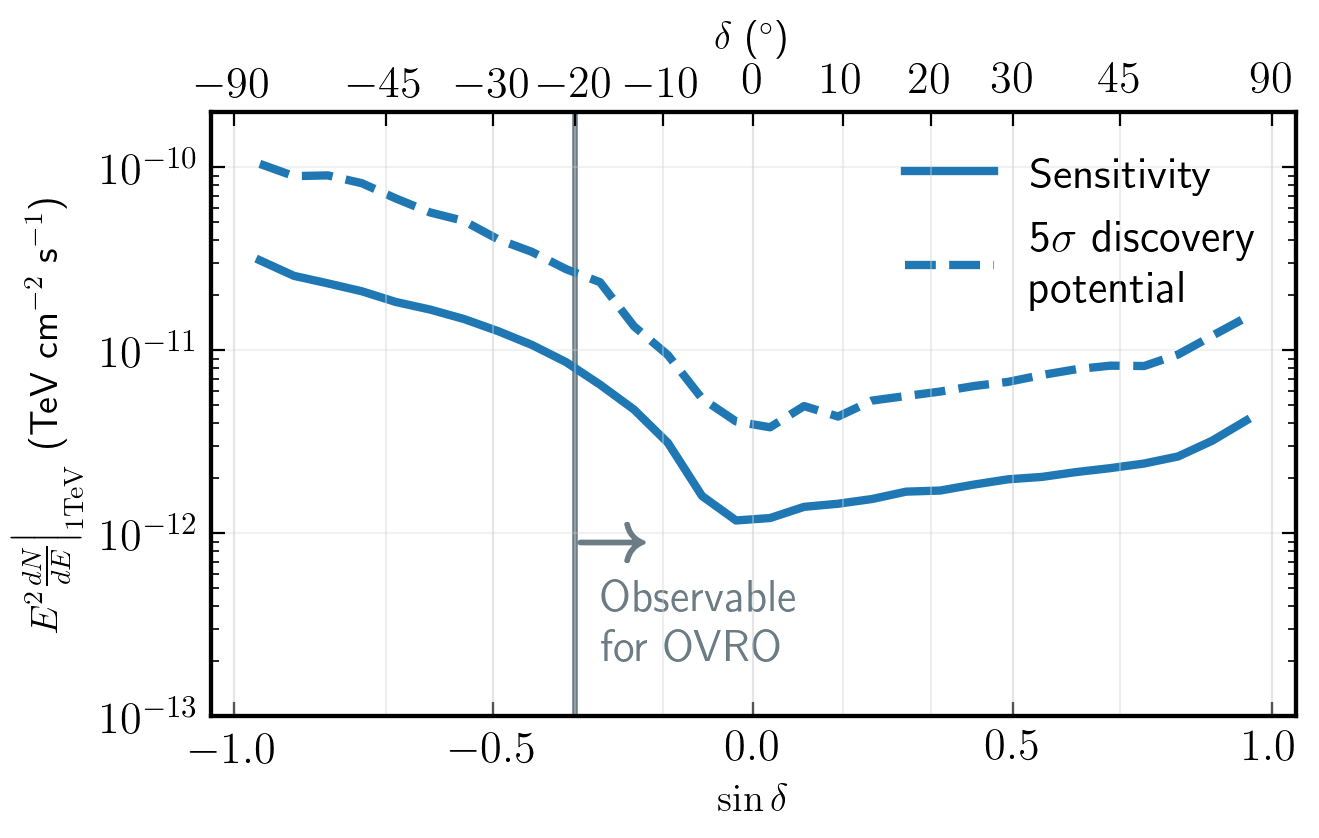 δ (°)
−90 −45 −30 −20 −10 0 10 20 30 45 90
10⁻¹⁰
10⁻¹¹
10⁻¹²
10⁻¹³
E² dN/dE |1TeV (TeV cm⁻² s⁻¹)
Sensitivity
5σ discovery
potential
Observable
for OVRO
−1.0 −0.5 0.0 0.5 1.0
sin δ